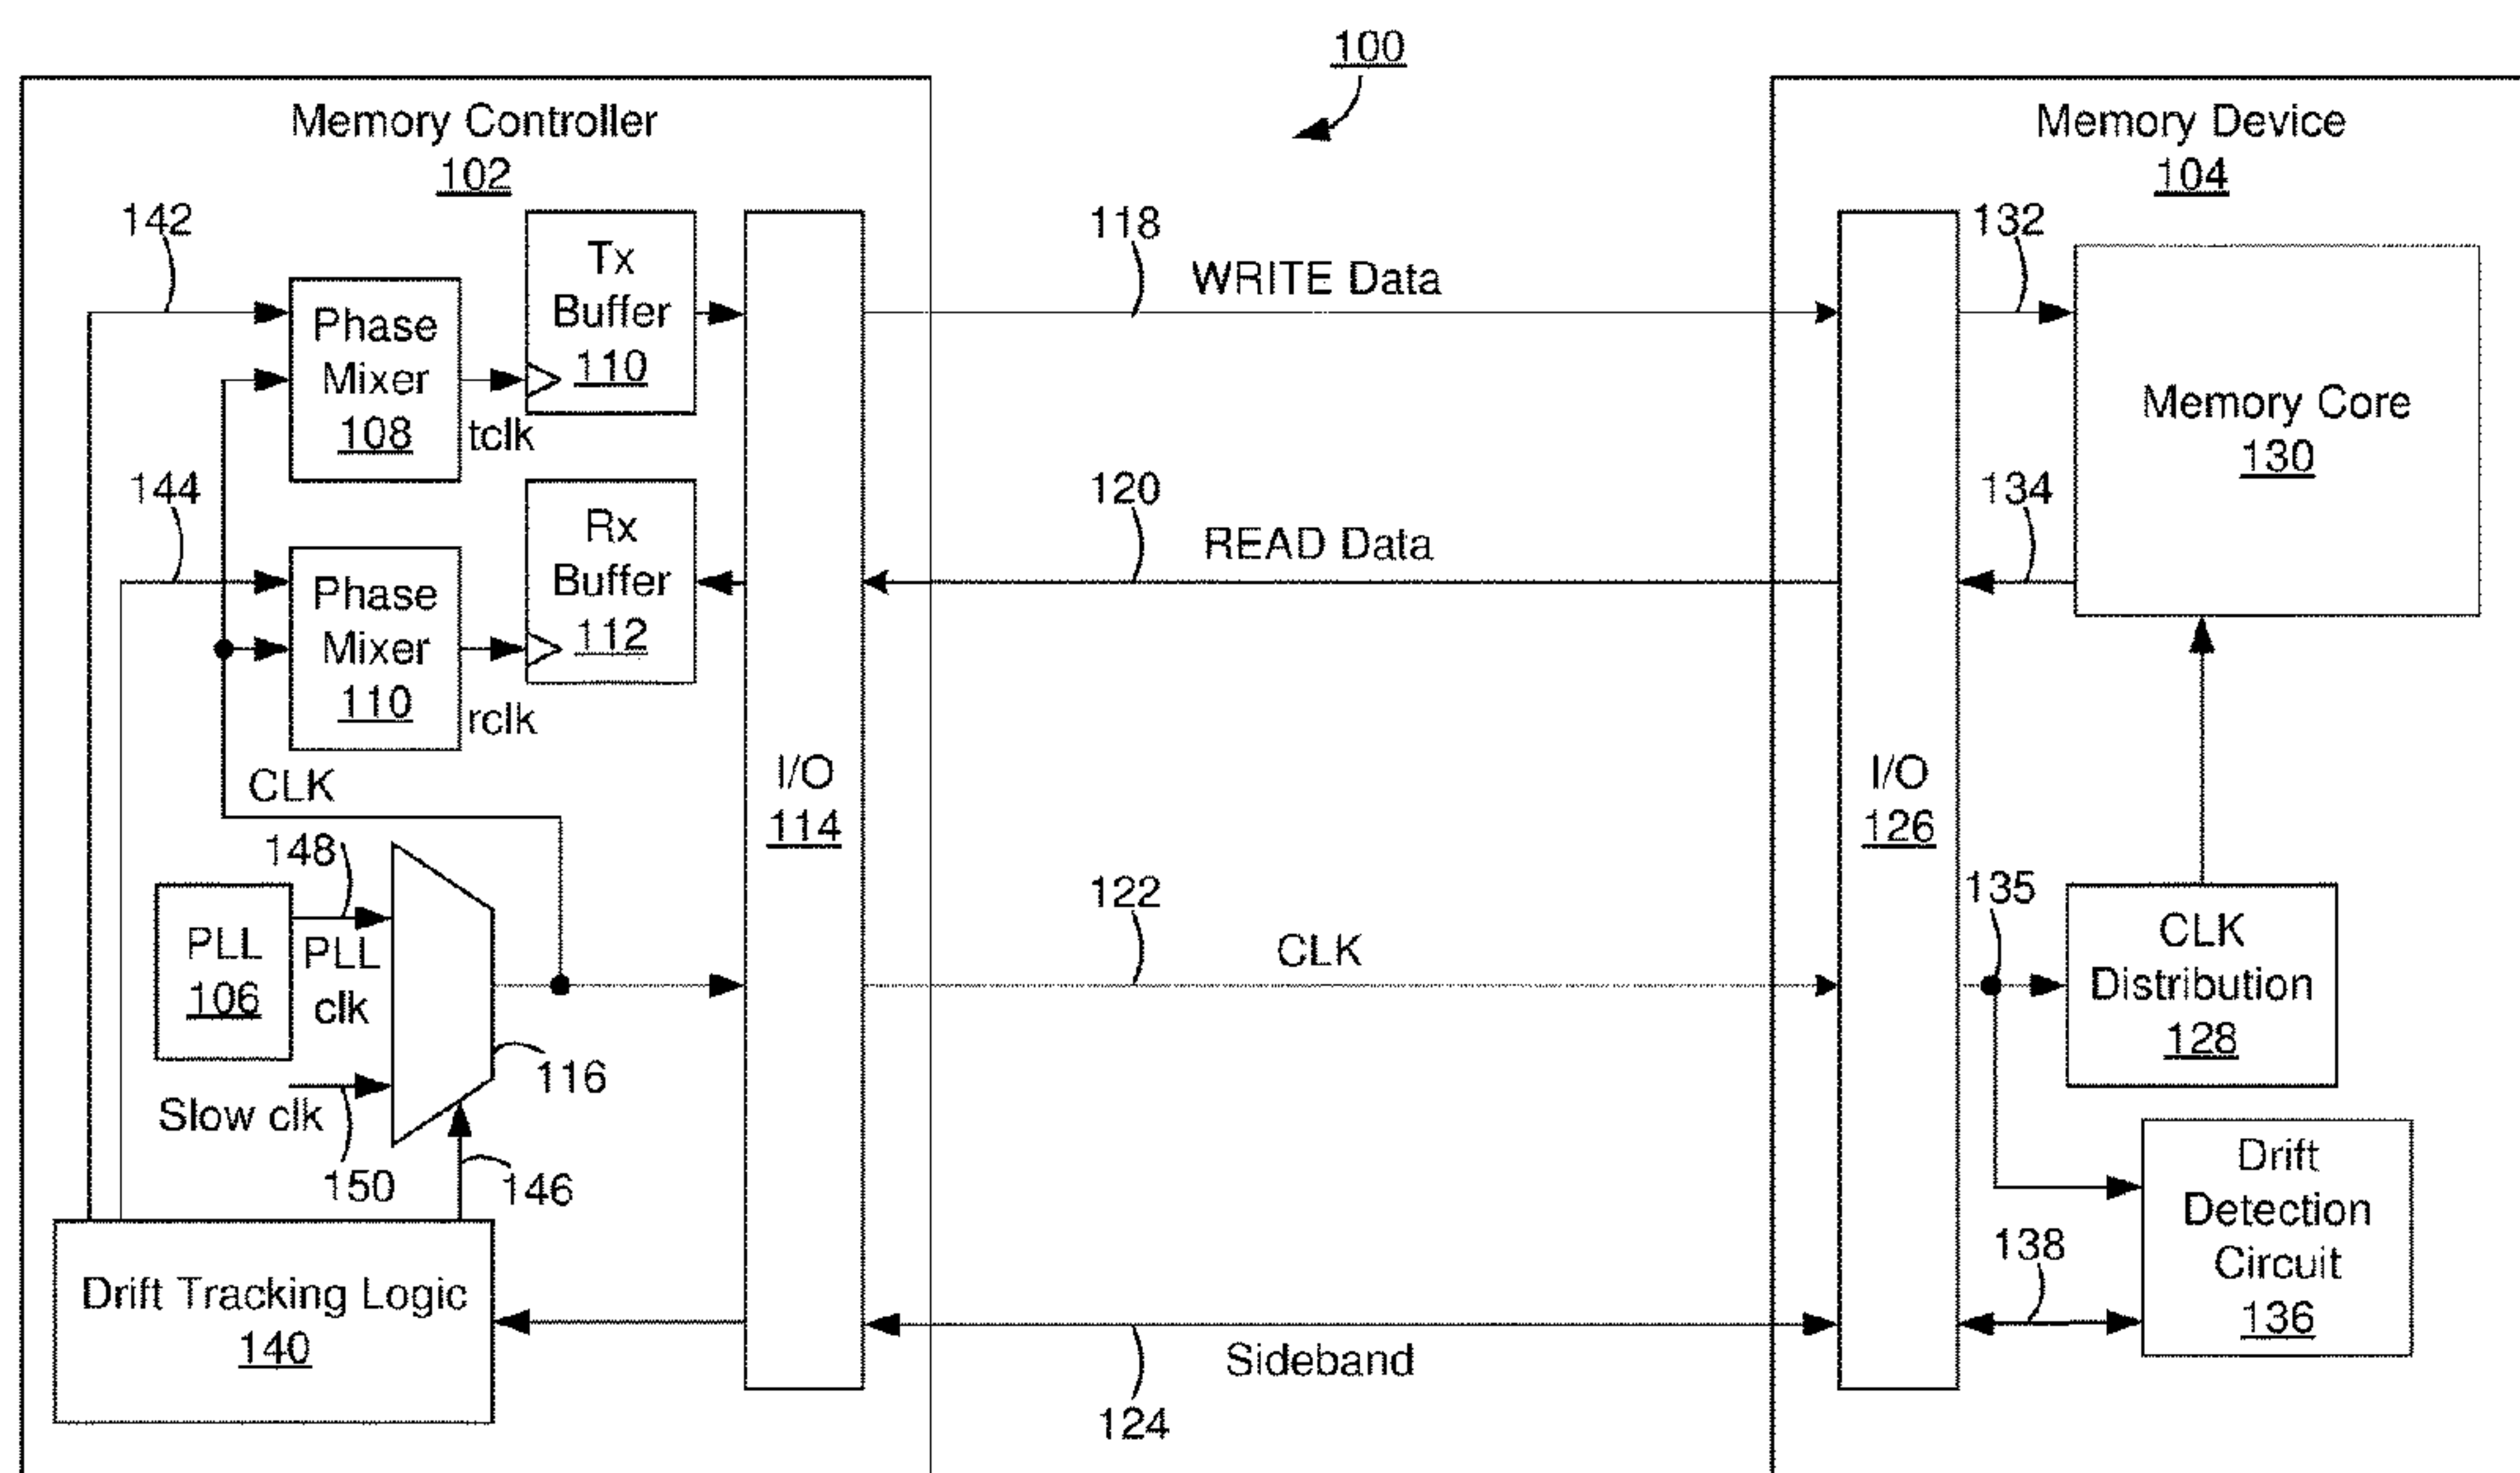 100
Memory Controller
102
142
Phase
Mixer
108
tclk
Tx
Buffer
110
144
Phase
Mixer
110
rclk
Rx
Buffer
112
CLK
148
PLL
106
PLL
clk
116
Slow clk
150
146
Drift Tracking Logic
140
I/O
114
118
WRITE Data
120
READ Data
122
CLK
Sideband
124
Memory Device
104
I/O
126
132
Memory Core
130
134
135
CLK
Distribution
128
138
Drift
Detection
Circuit
136